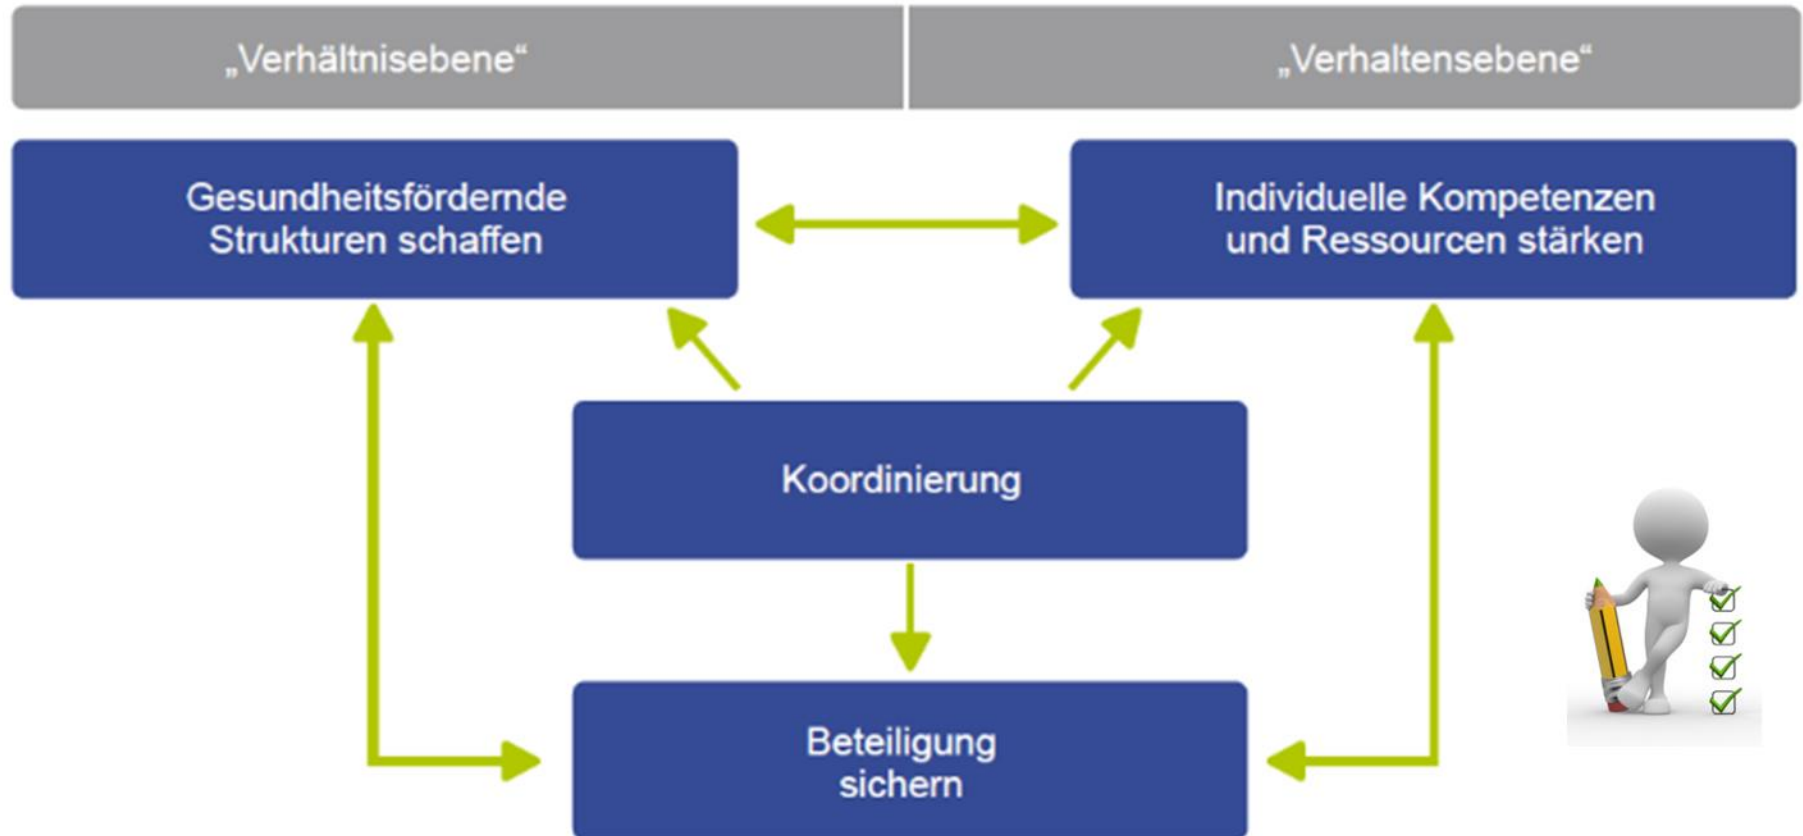 „Verhältnisebene“
„Verhaltensebene“
Gesundheitsfördernde
Strukturen schaffen
Individuelle Kompetenzen
und Ressourcen stärken
Koordinierung
Beteiligung
sichern